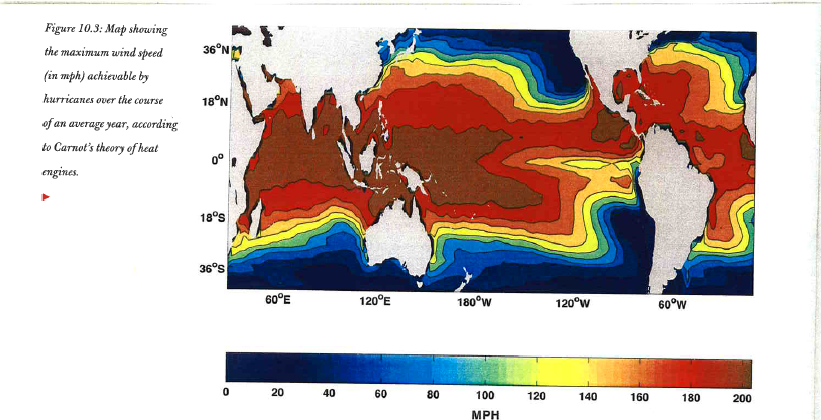 Figure 10.3: Map showing
the maximum wind speed
(in mph) achievable by
hurricanes over the course
of an average year, according
to Carnot's theory of heat
engines.
36°N
18°N
0°
18°S
36°S
60°E 120°E 180°W 120°W 60°W
0 20 40 60 80 100 120 140 160 180 200
MPH